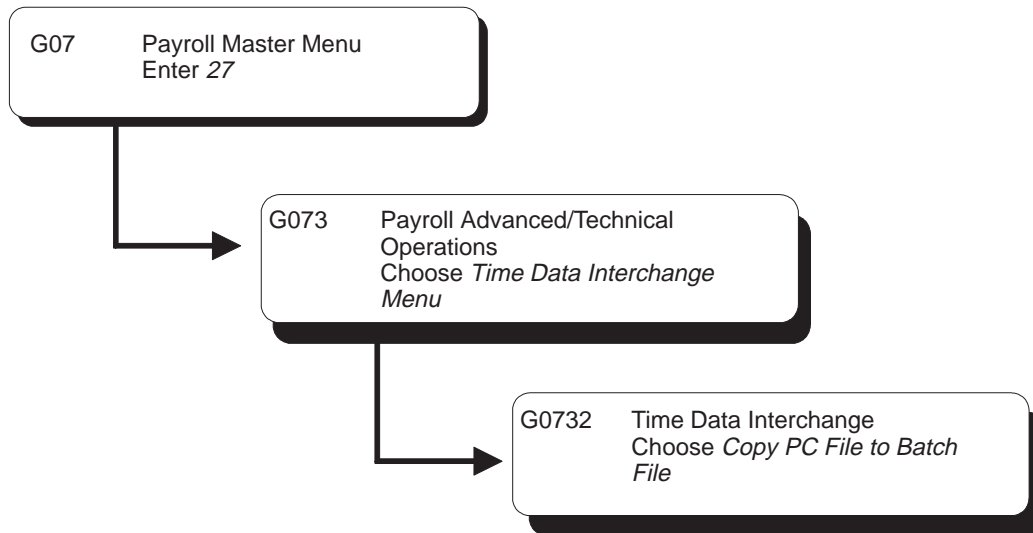 G07 Payroll Master Menu
Enter 27
G073 Payroll Advanced/Technical
Operations
Choose Time Data Interchange
Menu
G0732 Time Data Interchange
Choose Copy PC File to Batch
File